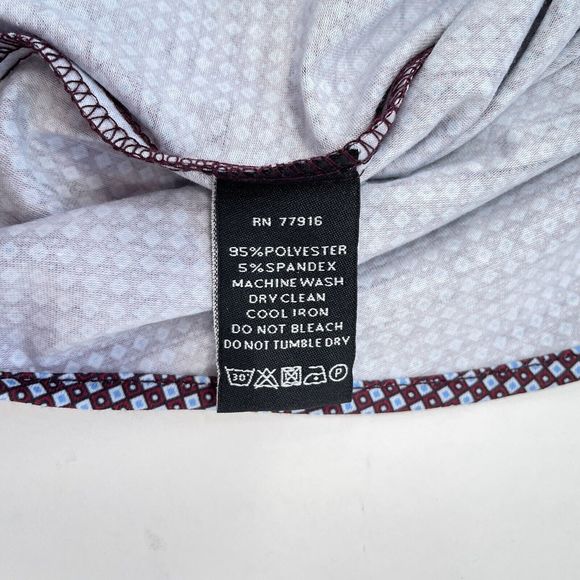 RN 77916
95%POLYESTER
5%SPANDEX
MACHINE WASH
DRY CLEAN
COOL IRON
DO NOT BLEACH
DO NOT TUMBLE DRY
30 P